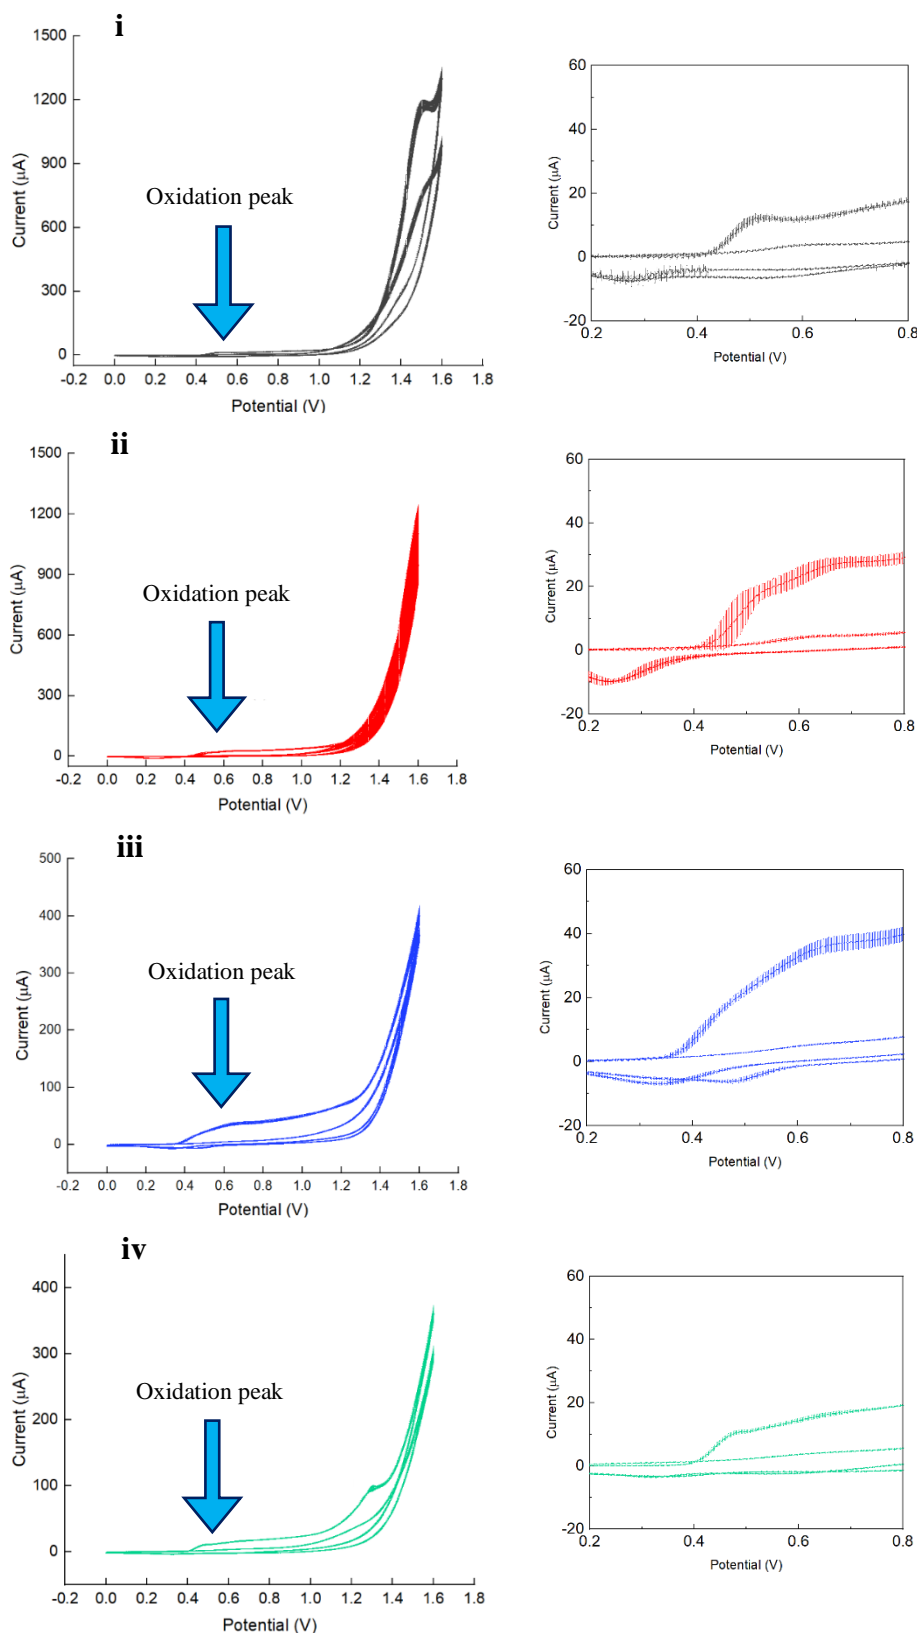 i
1500
1200
900
600
300
0
Current (µA)
Oxidation peak
-0.2 0.0 0.2 0.4 0.6 0.8 1.0 1.2 1.4 1.6 1.8
Potential (V)
60
40
20
0
-20
Current (µA)
0.2 0.4 0.6 0.8
Potential (V)
ii
1500
1200
900
600
300
0
Current (µA)
Oxidation peak
-0.2 0.0 0.2 0.4 0.6 0.8 1.0 1.2 1.4 1.6 1.8
Potential (V)
60
40
20
0
-20
Current (µA)
0.2 0.4 0.6 0.8
Potential (V)
iii
500
400
300
200
100
0
Current (µA)
Oxidation peak
-0.2 0.0 0.2 0.4 0.6 0.8 1.0 1.2 1.4 1.6 1.8
Potential (V)
60
40
20
0
-20
Current (µA)
0.2 0.4 0.6 0.8
Potential (V)
iv
400
300
200
100
0
Current (µA)
Oxidation peak
-0.2 0.0 0.2 0.4 0.6 0.8 1.0 1.2 1.4 1.6 1.8
Potential (V)
60
40
20
0
-20
Current (µA)
0.2 0.4 0.6 0.8
Potential (V)